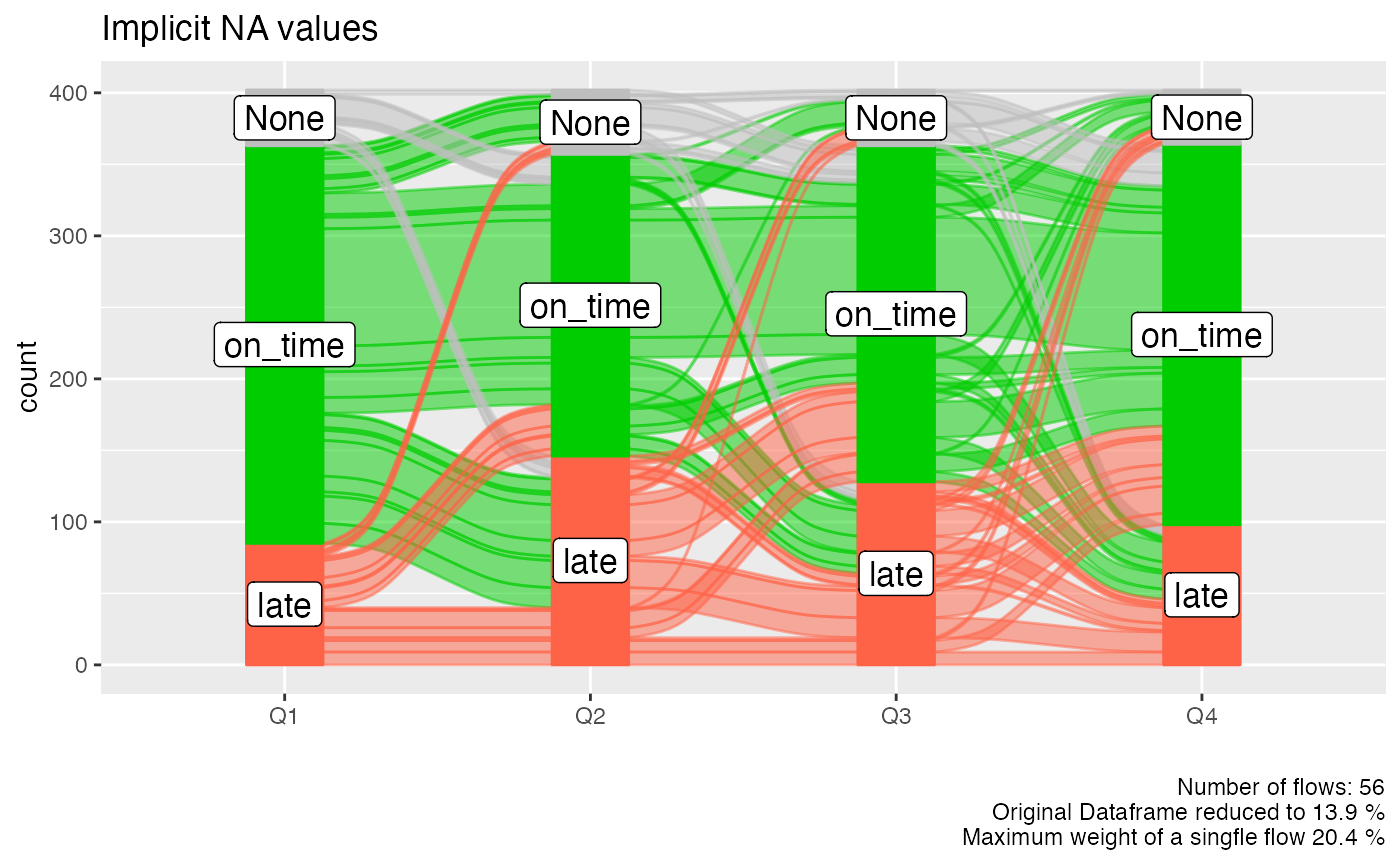 Implicit NA values
count
400
300
200
100
0
None
None
None
None
on_time
on_time
on_time
on_time
late
late
late
late
Q1
Q2
Q3
Q4
Number of flows: 56
Original Dataframe reduced to 13.9 %
Maximum weight of a singfle flow 20.4 %